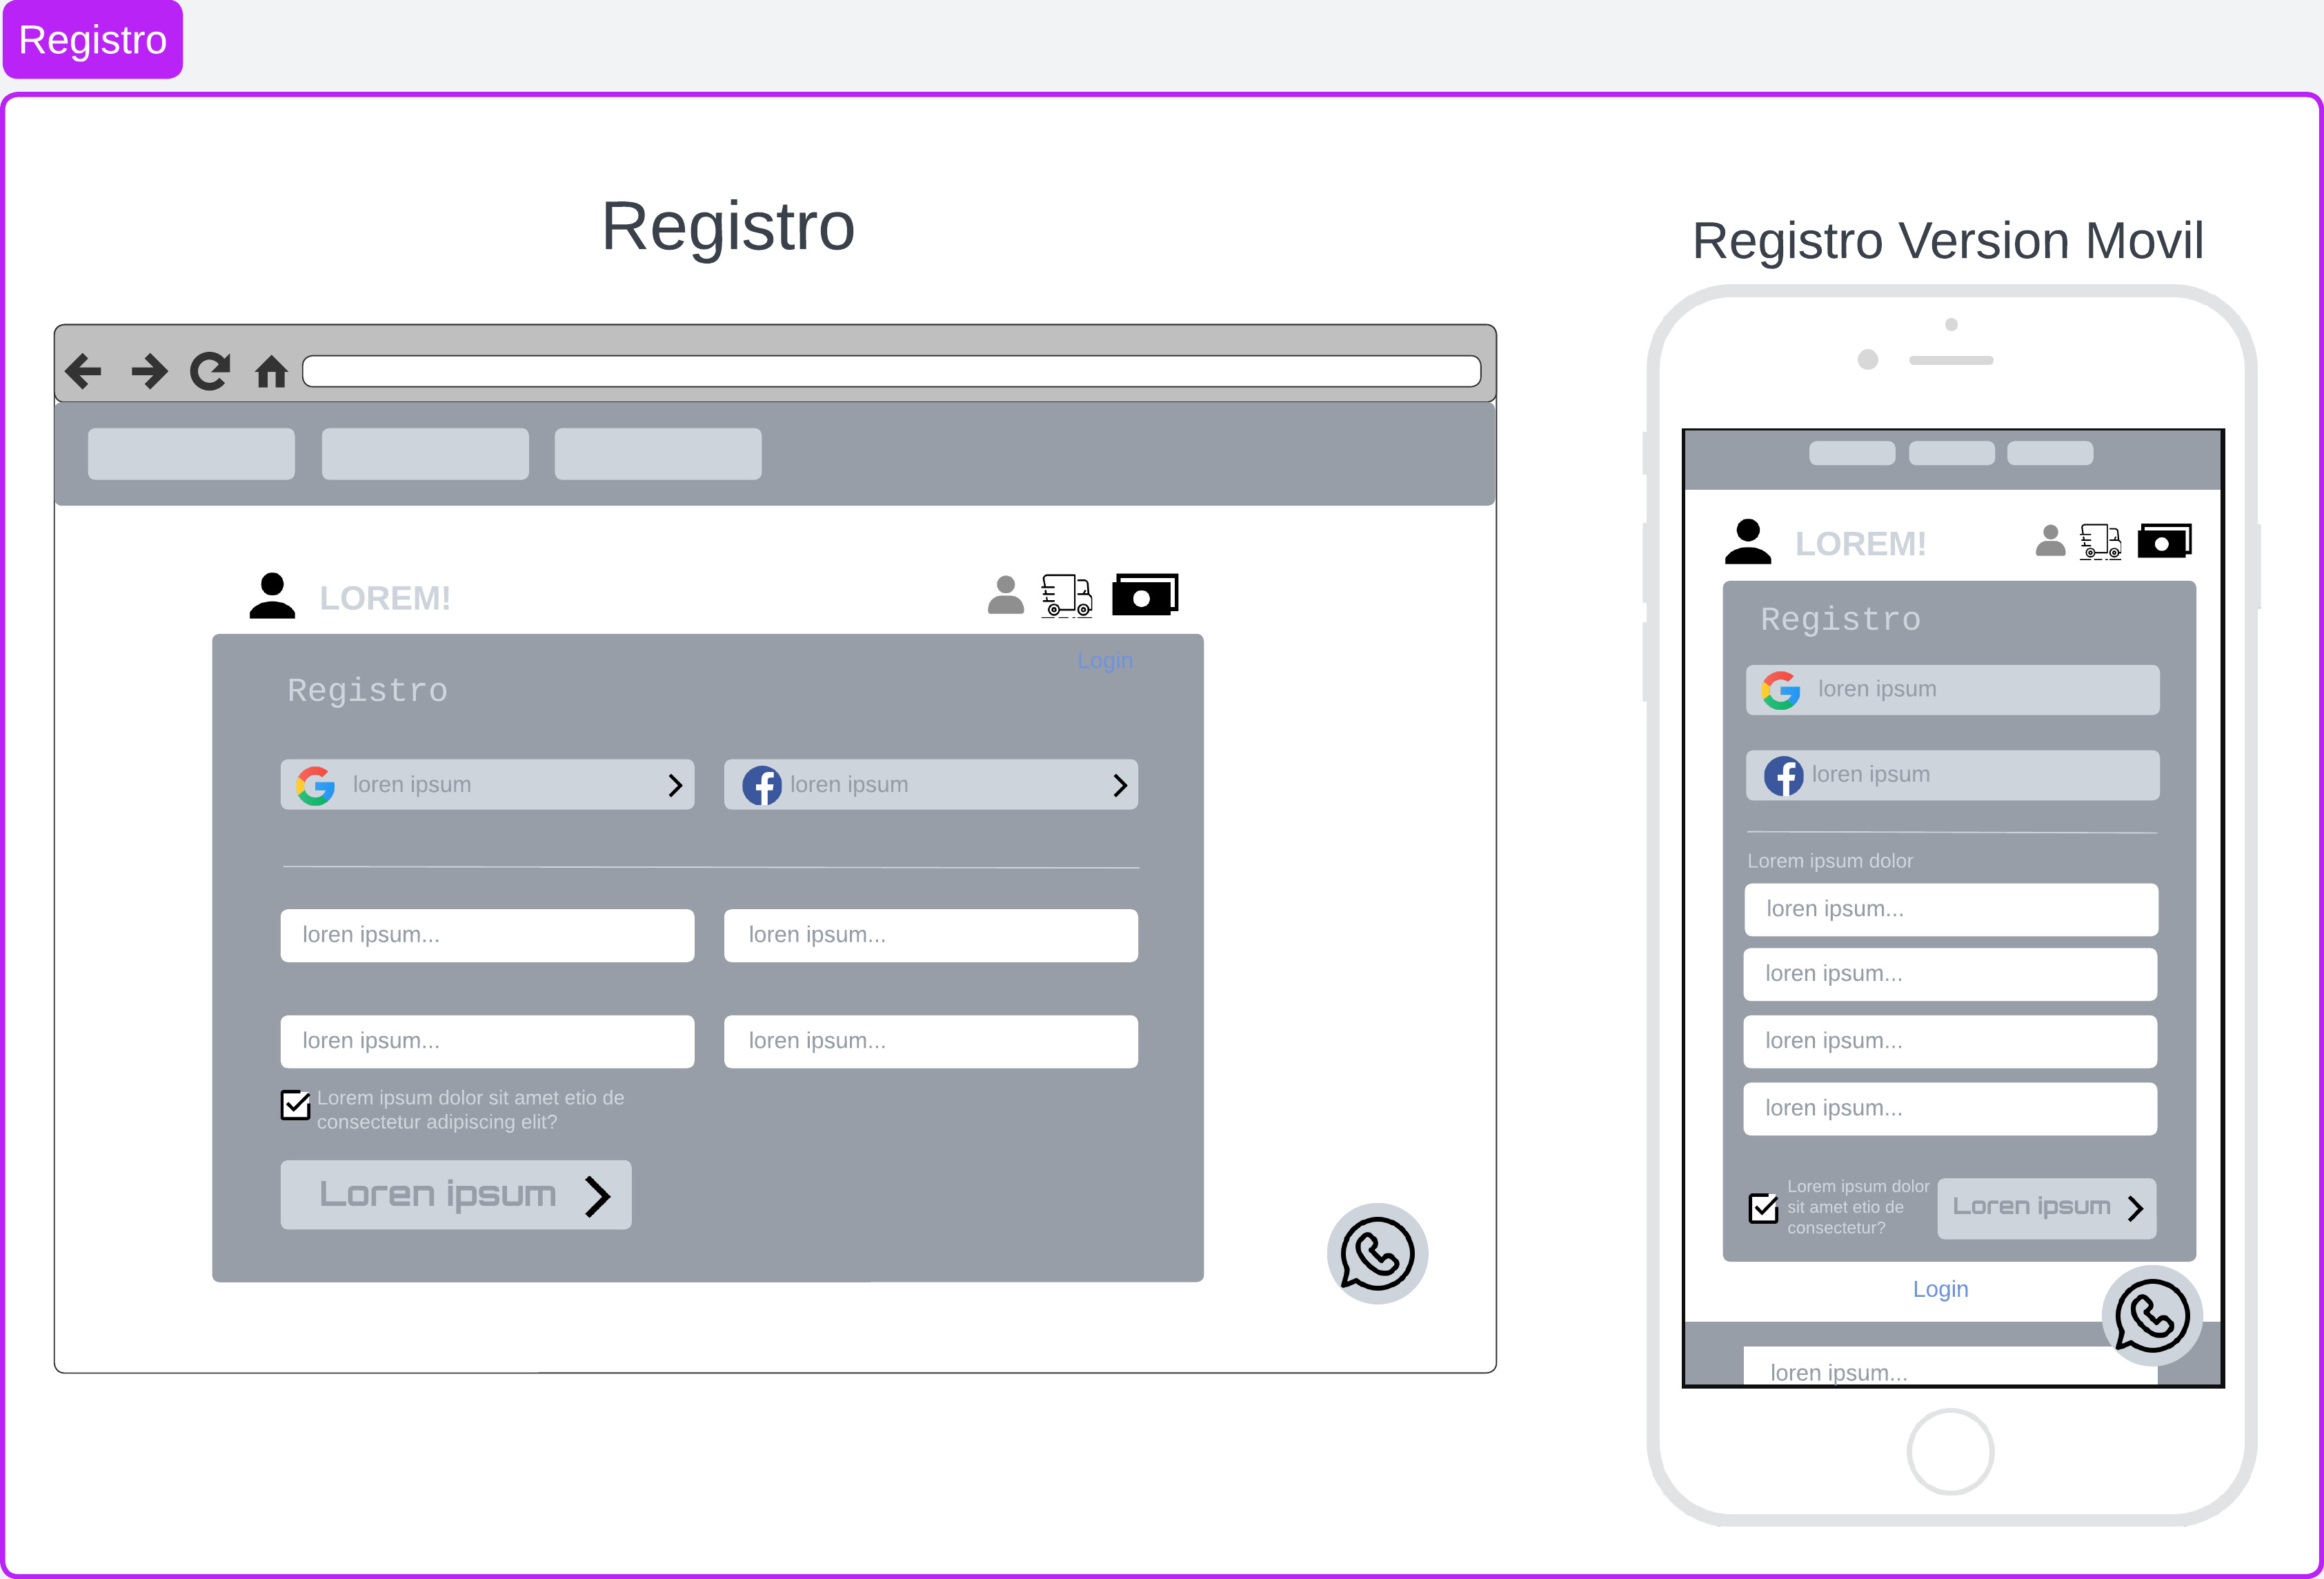 Registro
Registro
LOREM!
Login
Registro
loren ipsum
loren ipsum
loren ipsum...
loren ipsum...
loren ipsum...
loren ipsum...
Lorem ipsum dolor sit amet etio de
consectetur adipiscing elit?
Loren ipsum
Registro Version Movil
LOREM!
Registro
loren ipsum
loren ipsum
Lorem ipsum dolor
loren ipsum...
loren ipsum...
loren ipsum...
loren ipsum...
Lorem ipsum dolor
sit amet etio de
consectetur?
Loren ipsum
Login
loren ipsum...